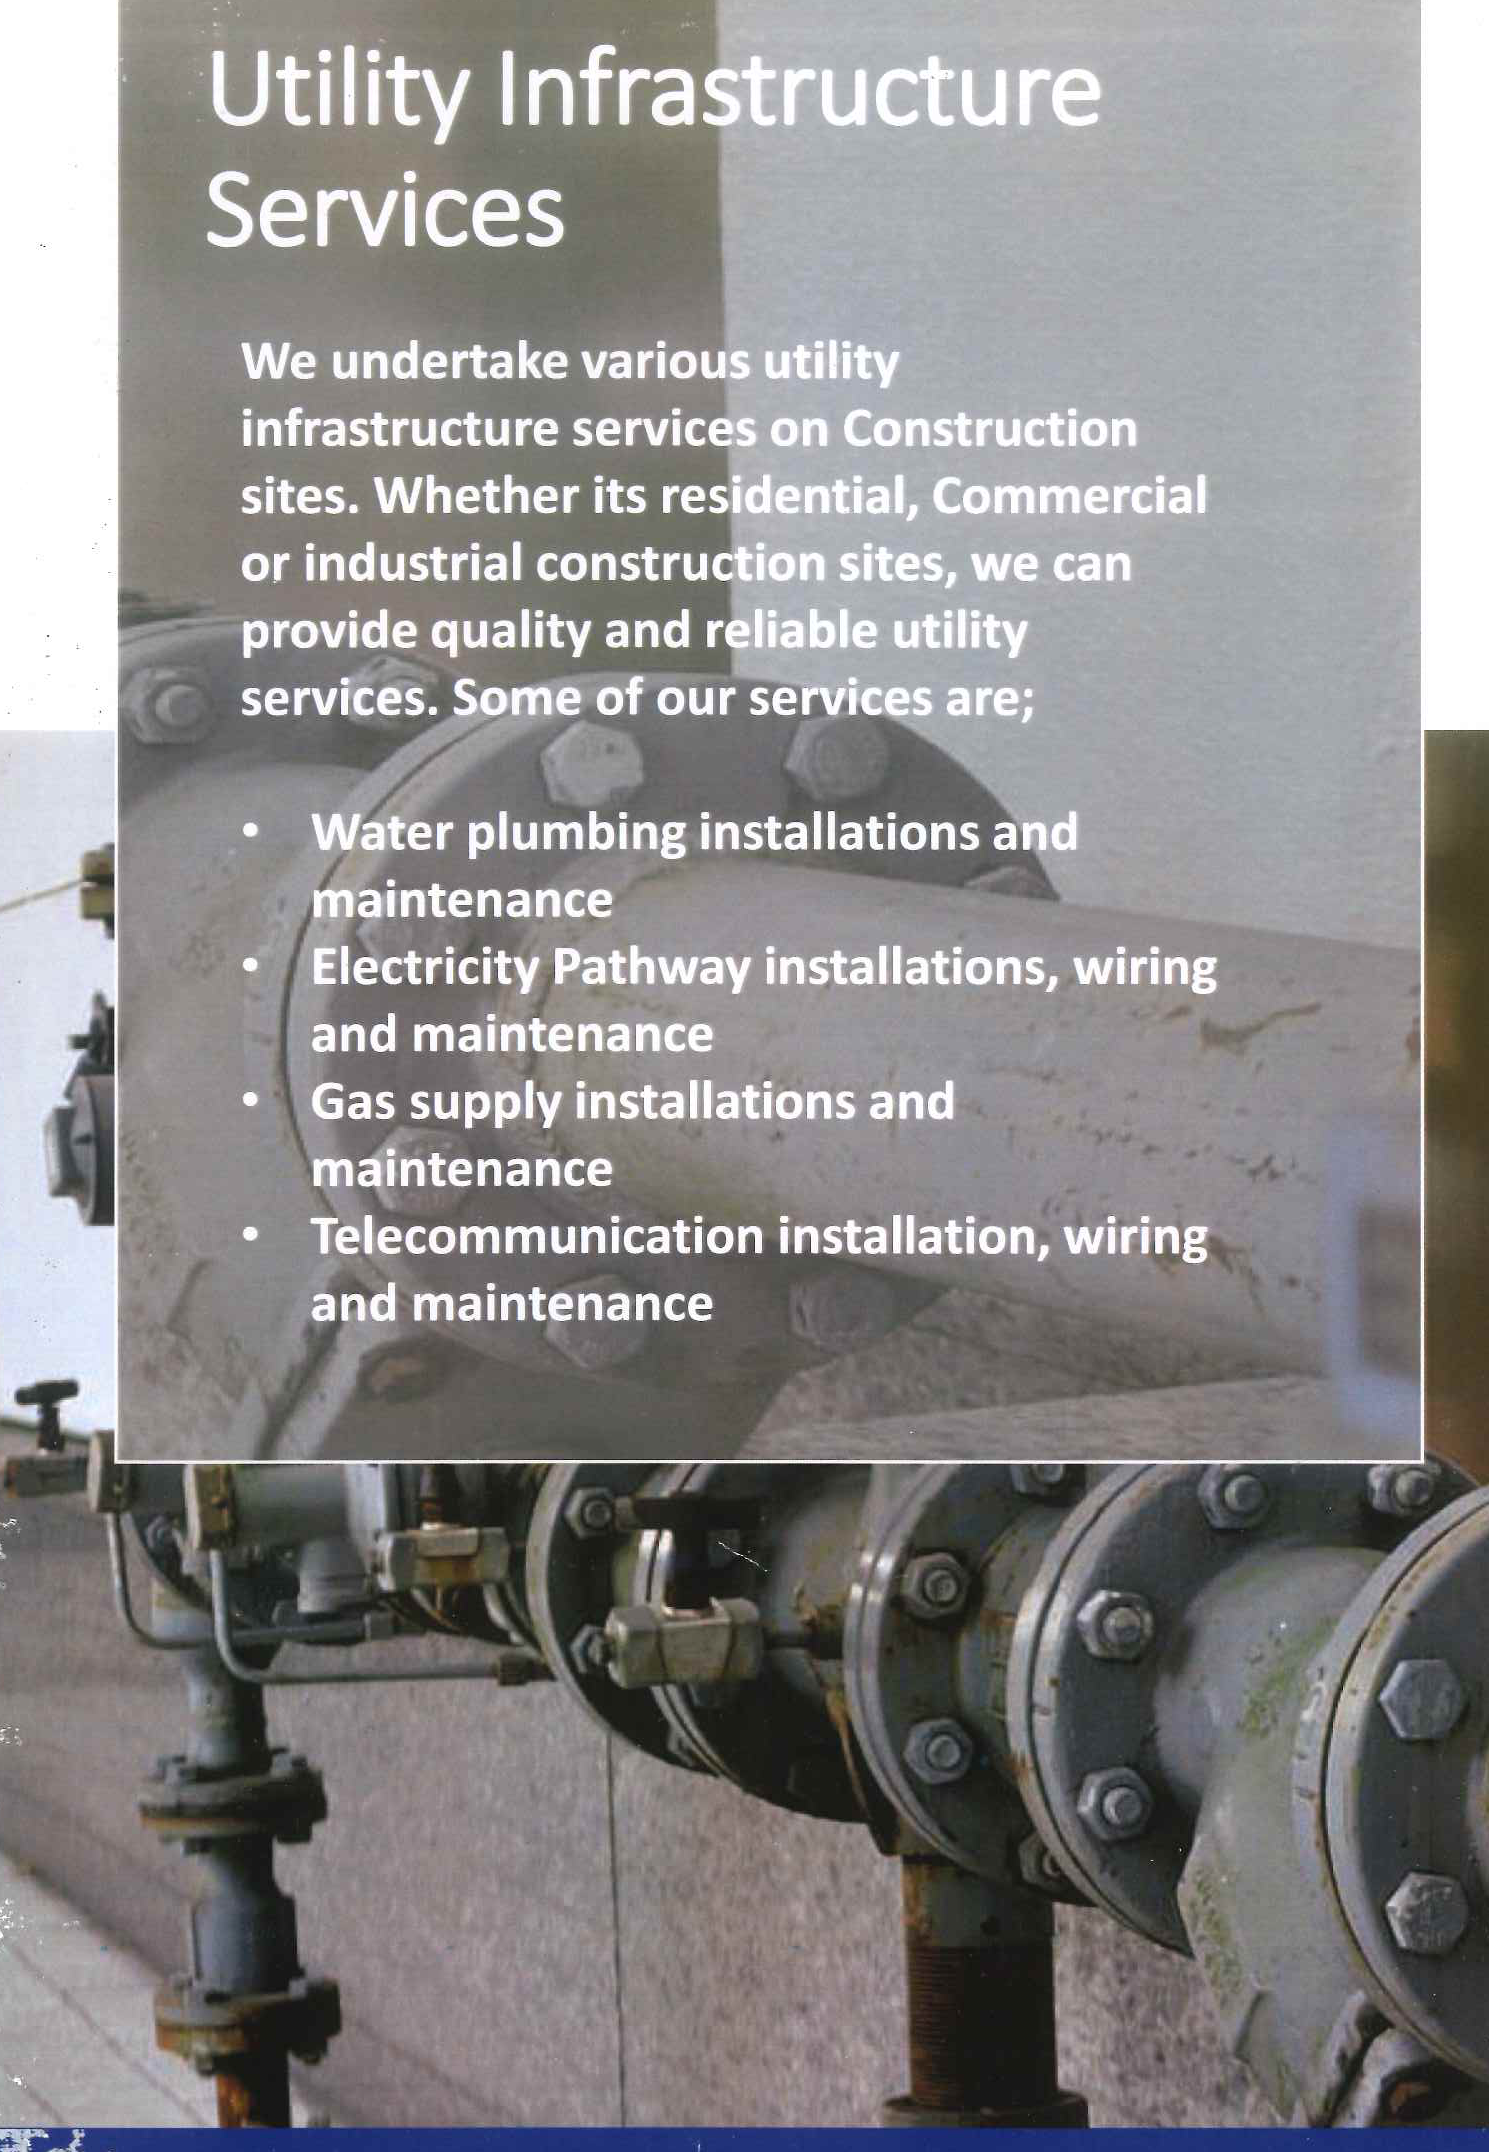 Utility Infrastructure
Services
We undertake various utility
infrastructure services on Construction
sites. Whether its residential, Commercial
or industrial construction sites, we can
provide quality and reliable utility
services. Some of our services are;
• Water plumbing installations and
maintenance
• Electricity Pathway installations, wiring
and maintenance
• Gas supply installations and
maintenance
• Telecommunication installation, wiring
and maintenance